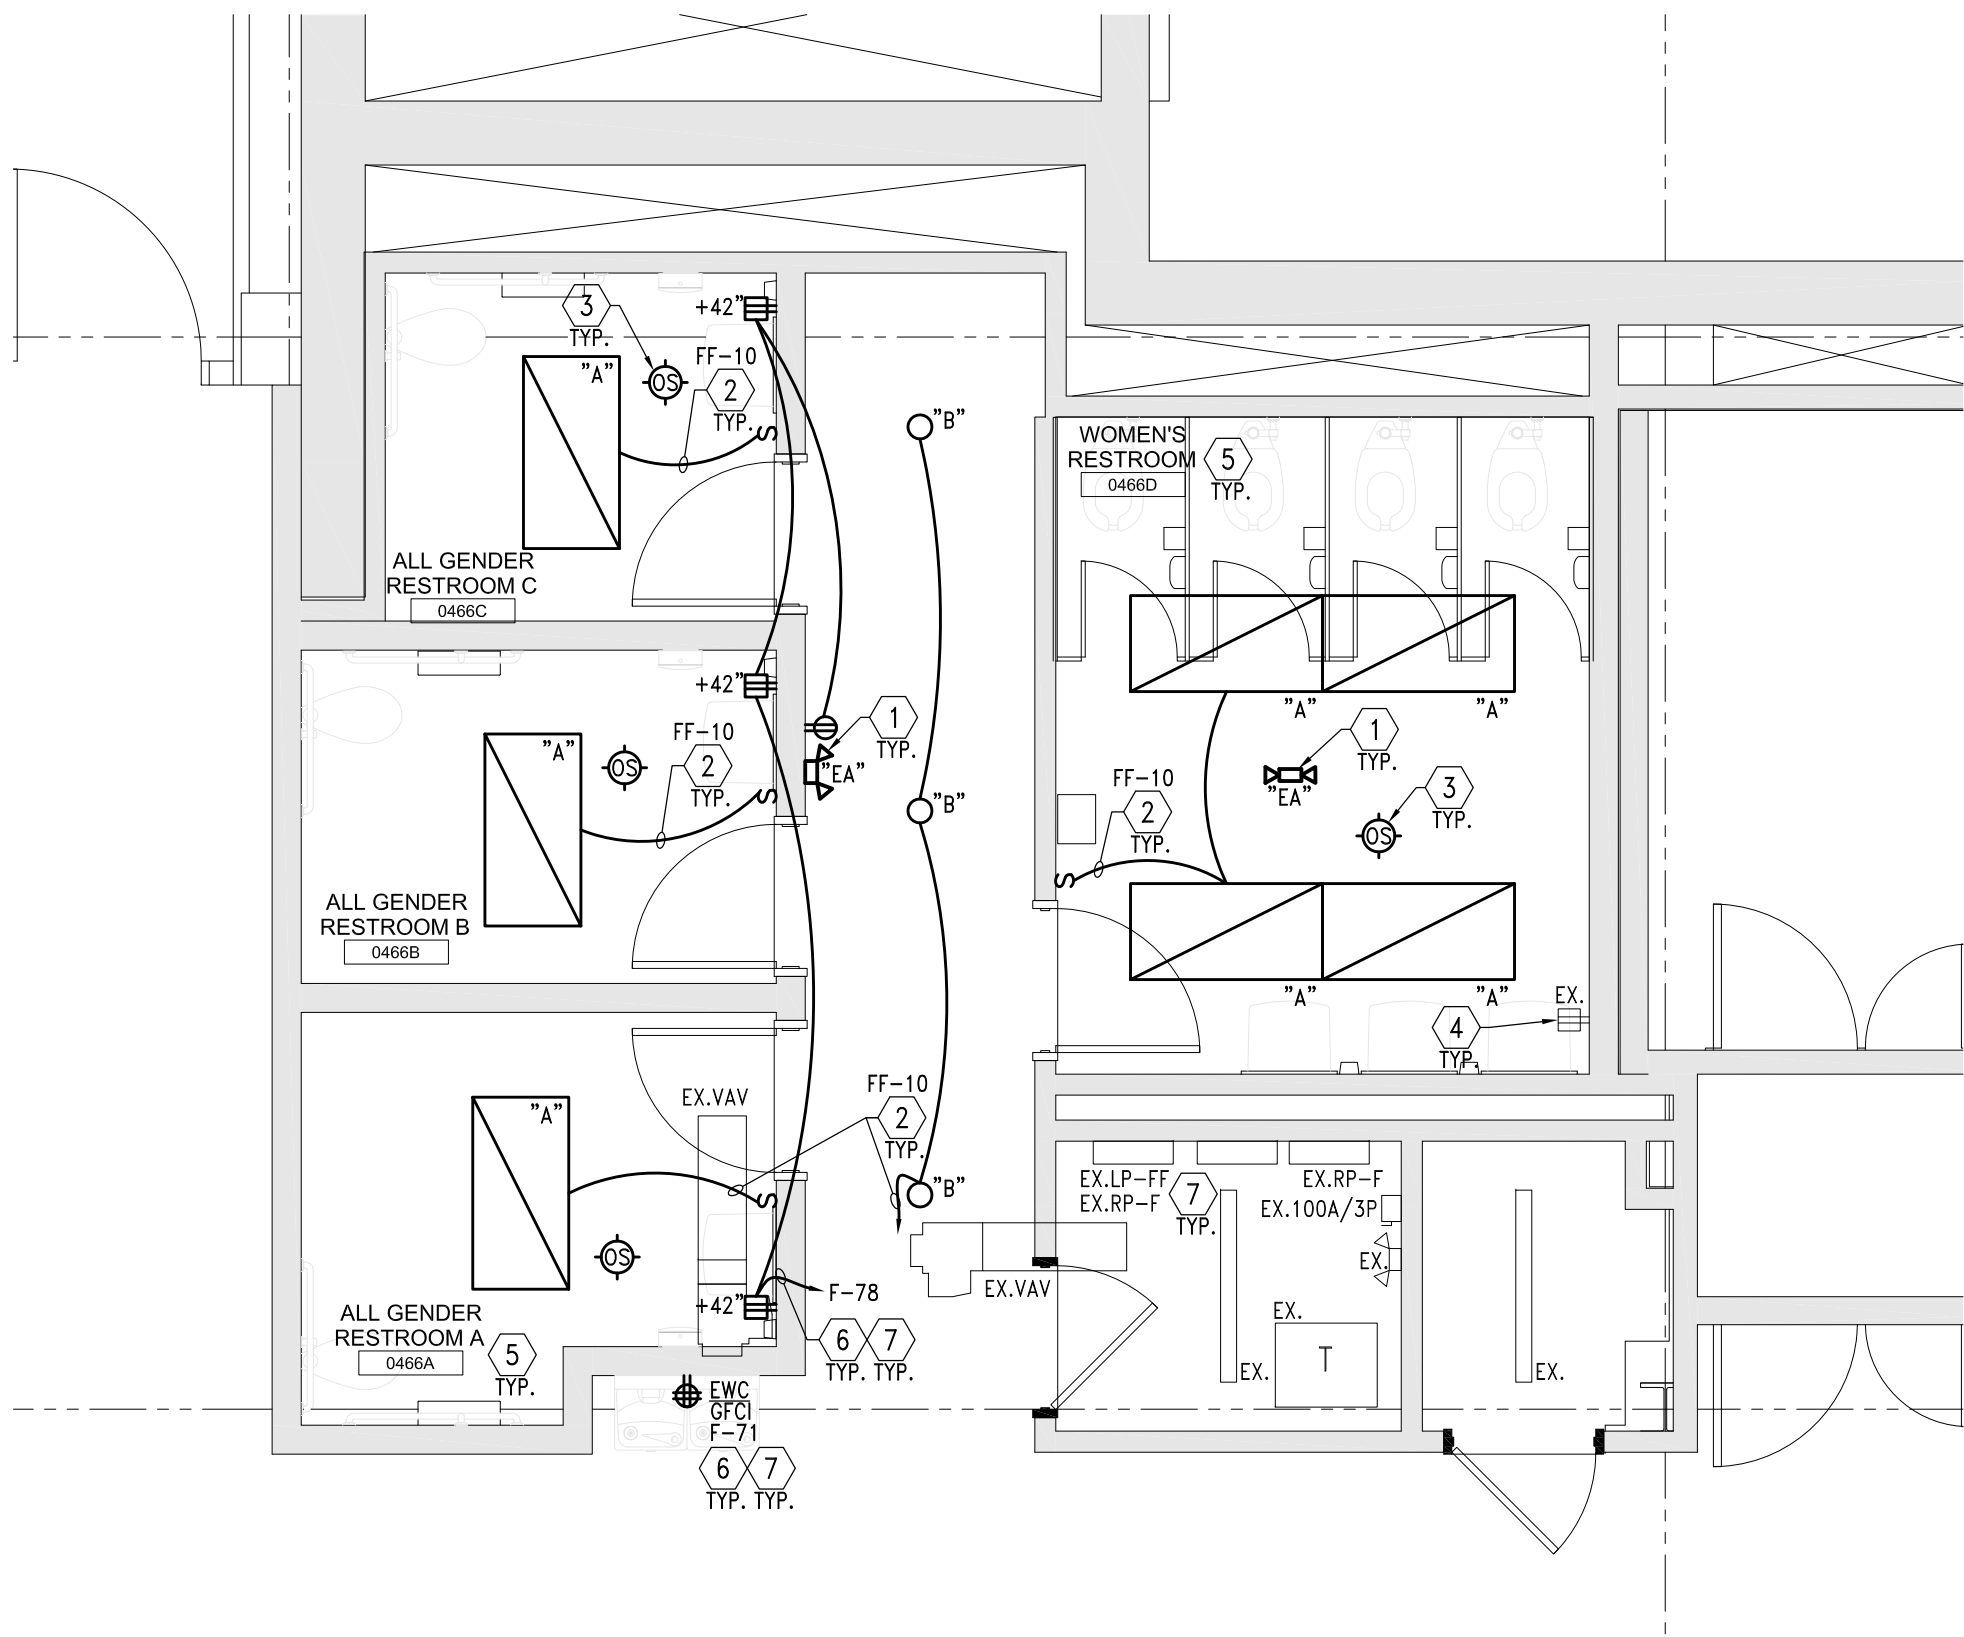 +42”
3
TYP.
”A”
OS
FF-10
2
TYP.
S
”B”
WOMEN'S
RESTROOM
0466D
5
TYP.
ALL GENDER
RESTROOM C
0466C
+42”
FF-10
2
TYP.
”A”
OS
S
1
TYP.
”EA”
”B”
”A”
”A”
1
TYP.
”EA”
FF-10
2
TYP.
3
TYP.
OS
S
ALL GENDER
RESTROOM B
0466B
”A”
”A”
EX.
4
TYP.
”A”
EX.VAV
FF-10
2
TYP.
S
”B”
OS
EX.LP-FF
EX.RP-F
7
TYP.
EX.RP-F
EX.100A/3P
EX.
EX.VAV
F-78
+42”
ALL GENDER
RESTROOM A
0466A
5
TYP.
6
TYP.
7
TYP.
EX.
T
EX.
EX.
EWC
GFCI
F-71
6
TYP.
7
TYP.